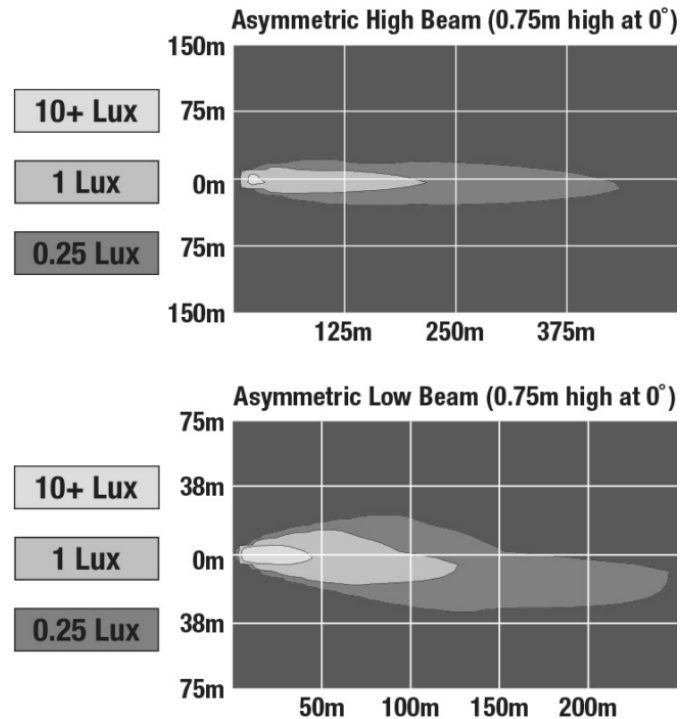 Asymmetric High Beam (0.75m high at 0°)
150m
10+ Lux
75m
1 Lux
0m
0.25 Lux
75m
150m
125m 250m 375m
Asymmetric Low Beam (0.75m high at 0°)
75m
10+ Lux
38m
1 Lux
0m
0.25 Lux
38m
75m
50m 100m 150m 200m